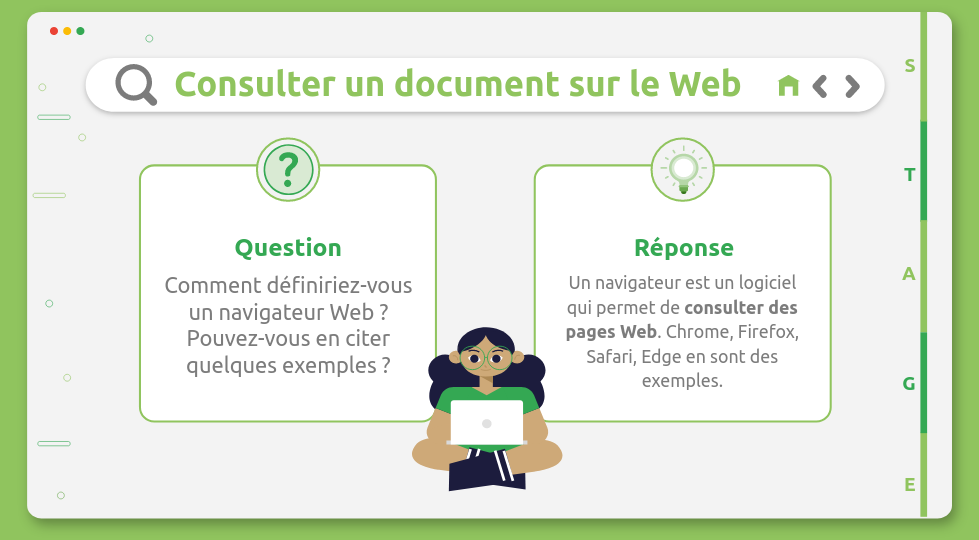 Consulter un document sur le Web
?
Question
Comment définiriez-vous
un navigateur Web ?
Pouvez-vous en citer
quelques exemples ?
Réponse
Un navigateur est un logiciel
qui permet de consulter des
pages Web. Chrome, Firefox,
Safari, Edge en sont des
exemples.
S
T
A
G
E